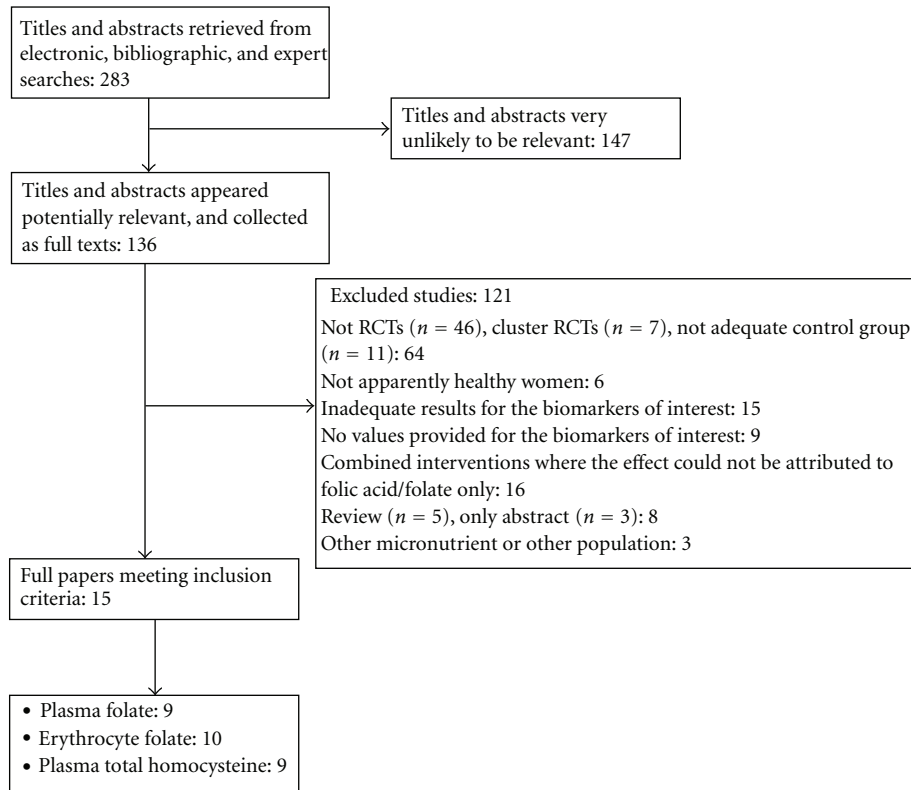 Titles and abstracts retrieved from
electronic, bibliographic, and expert
searches: 283
Titles and abstracts very
unlikely to be relevant: 147
Titles and abstracts appeared
potentially relevant, and collected
as full texts: 136
Excluded studies: 121
Not RCTs (n = 46), cluster RCTs (n = 7), not adequate control group
(n = 11): 64
Not apparently healthy women: 6
Inadequate results for the biomarkers of interest: 15
No values provided for the biomarkers of interest: 9
Combined interventions where the effect could not be attributed to
folic acid/folate only: 16
Review (n = 5), only abstract (n = 3): 8
Other micronutrient or other population: 3
Full papers meeting inclusion
criteria: 15
• Plasma folate: 9
• Erythrocyte folate: 10
• Plasma total homocysteine: 9